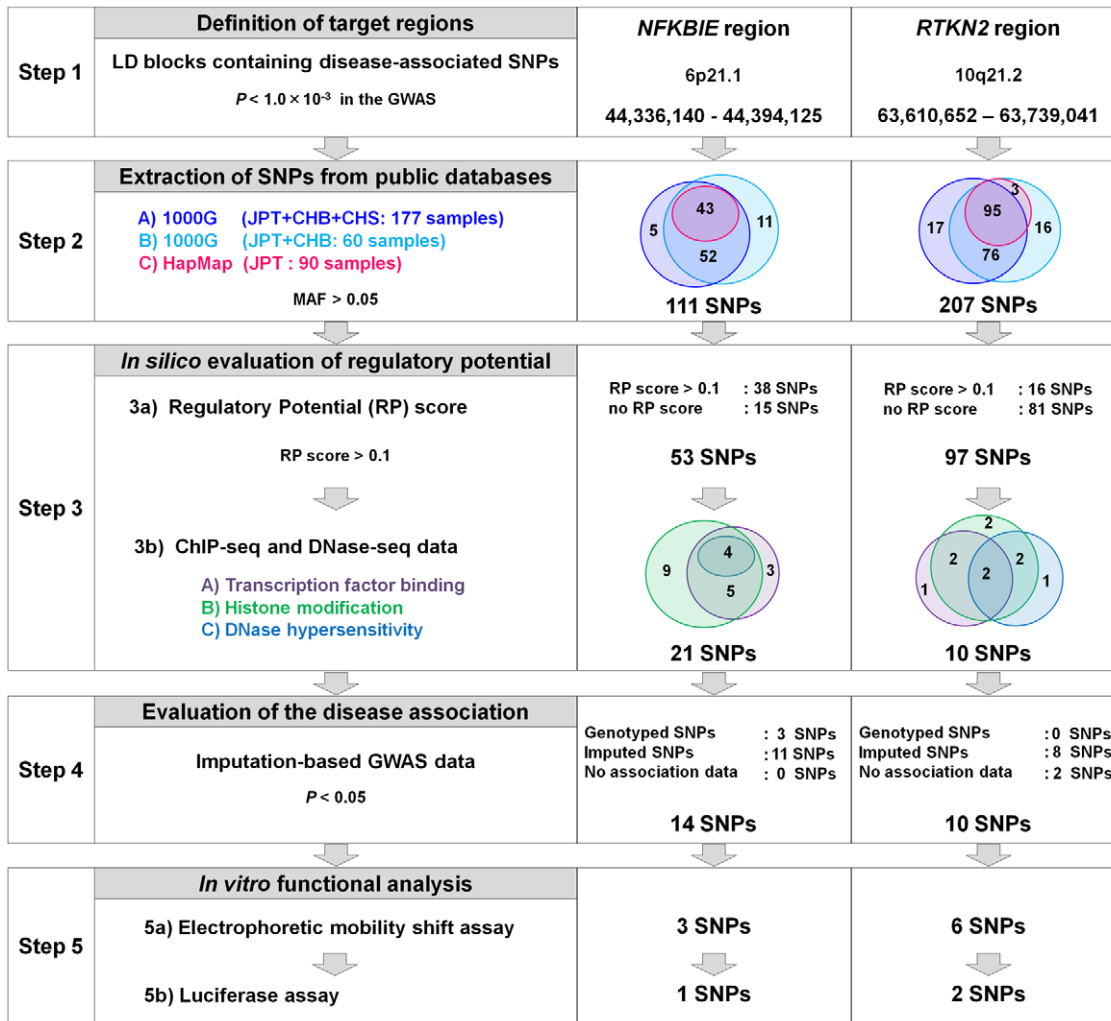 Step 1
Definition of target regions
LD blocks containing disease-associated SNPs
P < 1.0 × 10-3 in the GWAS
NFKBIE region
6p21.1
44,336,140 - 44,394,125
RTKN2 region
10q21.2
63,610,652 – 63,739,041
Step 2
Extraction of SNPs from public databases
A) 1000G (JPT+CHB+CHS: 177 samples)
B) 1000G (JPT+CHB: 60 samples)
C) HapMap (JPT : 90 samples)
MAF > 0.05
43
5
11
52
111 SNPs
3
95
17
16
76
207 SNPs
Step 3
In silico evaluation of regulatory potential
3a) Regulatory Potential (RP) score
RP score > 0.1
RP score > 0.1 : 38 SNPs
no RP score : 15 SNPs
53 SNPs
RP score > 0.1 : 16 SNPs
no RP score : 81 SNPs
97 SNPs
3b) ChIP-seq and DNase-seq data
A) Transcription factor binding
B) Histone modification
C) DNase hypersensitivity
4
9
3
5
21 SNPs
2
2
2
2
1
1
10 SNPs
Step 4
Evaluation of the disease association
Imputation-based GWAS data
P < 0.05
Genotyped SNPs : 3 SNPs
Imputed SNPs : 11 SNPs
No association data : 0 SNPs
14 SNPs
Genotyped SNPs : 0 SNPs
Imputed SNPs : 8 SNPs
No association data : 2 SNPs
10 SNPs
Step 5
In vitro functional analysis
5a) Electrophoretic mobility shift assay
3 SNPs
6 SNPs
5b) Luciferase assay
1 SNPs
2 SNPs